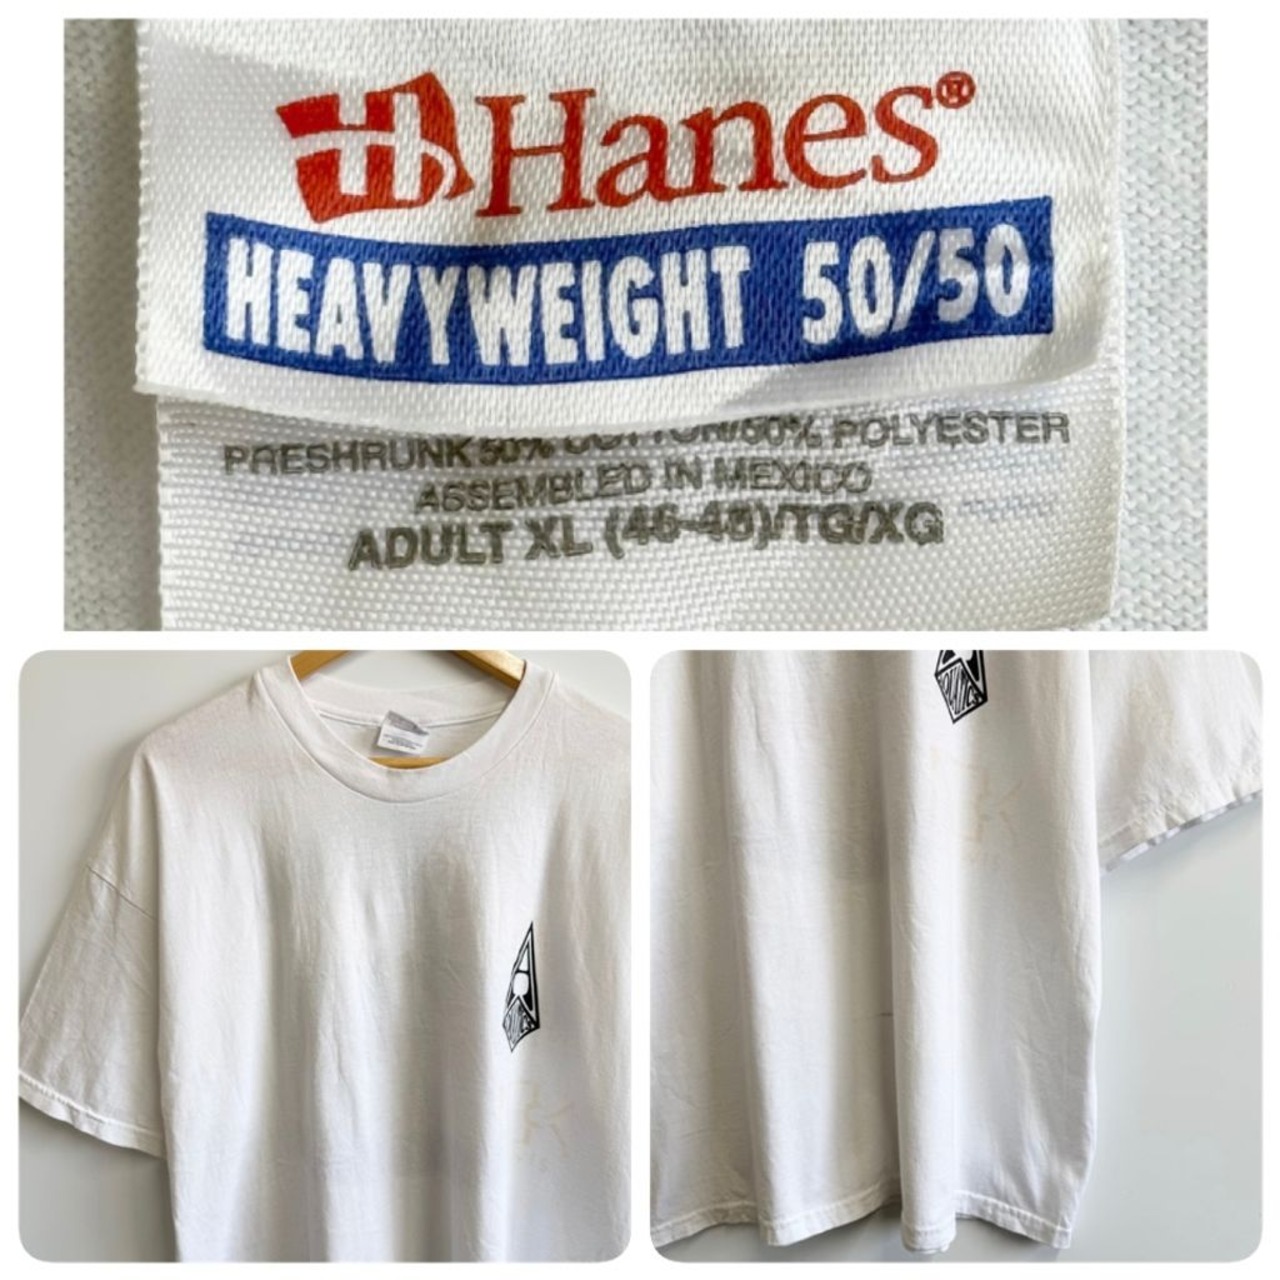 Hanes®
HEAVYWEIGHT 50/50
PRESHRUNK 50% COTTON/50% POLYESTER
ASSEMBLED IN MEXICO
ADULT XL (46-48)/TG/XG